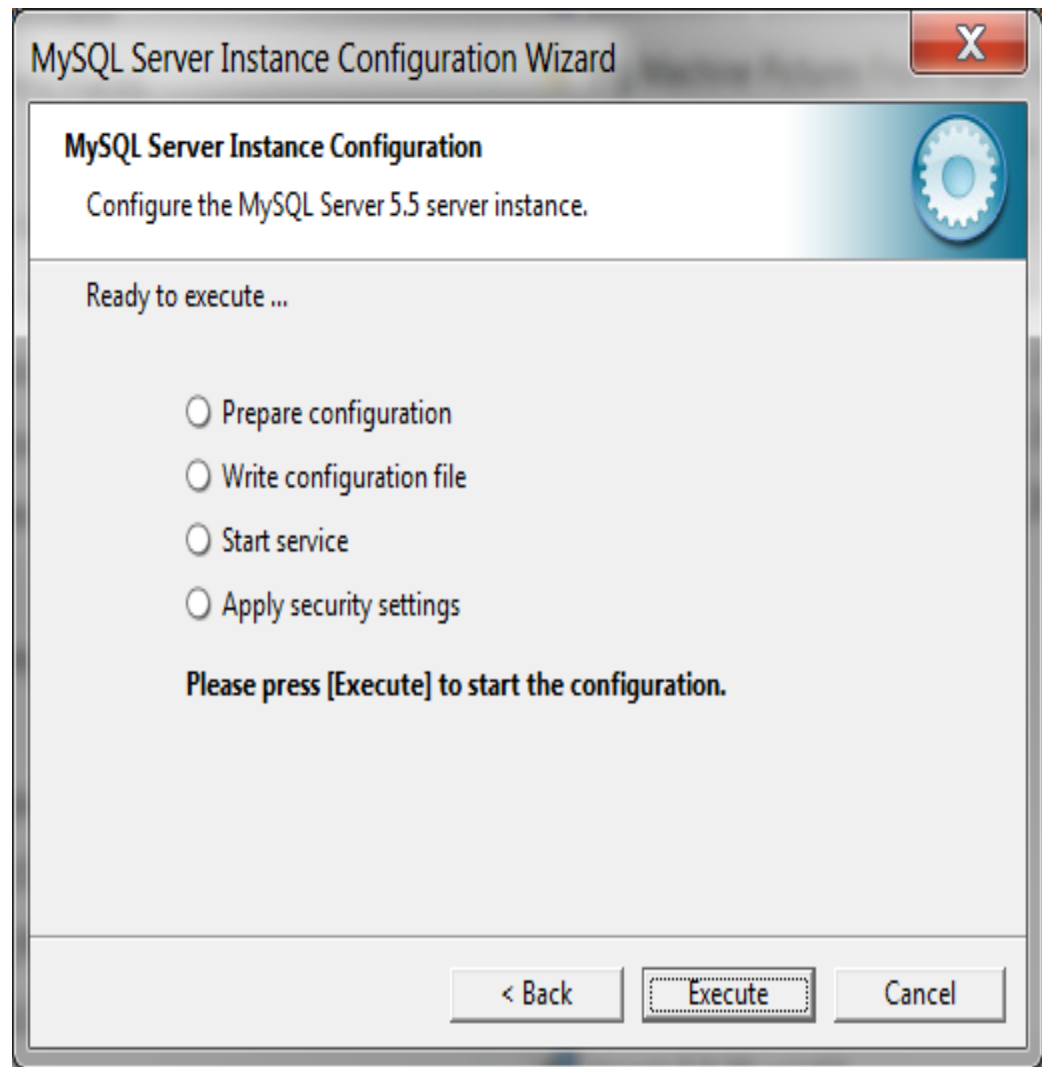 MySQL Server Instance Configuration Wizard
X
MySQL Server Instance Configuration
Configure the MySQL Server 5.5 server instance.
Ready to execute ...
Prepare configuration
Write configuration file
Start service
Apply security settings
Please press [Execute] to start the configuration.
< Back Execute Cancel